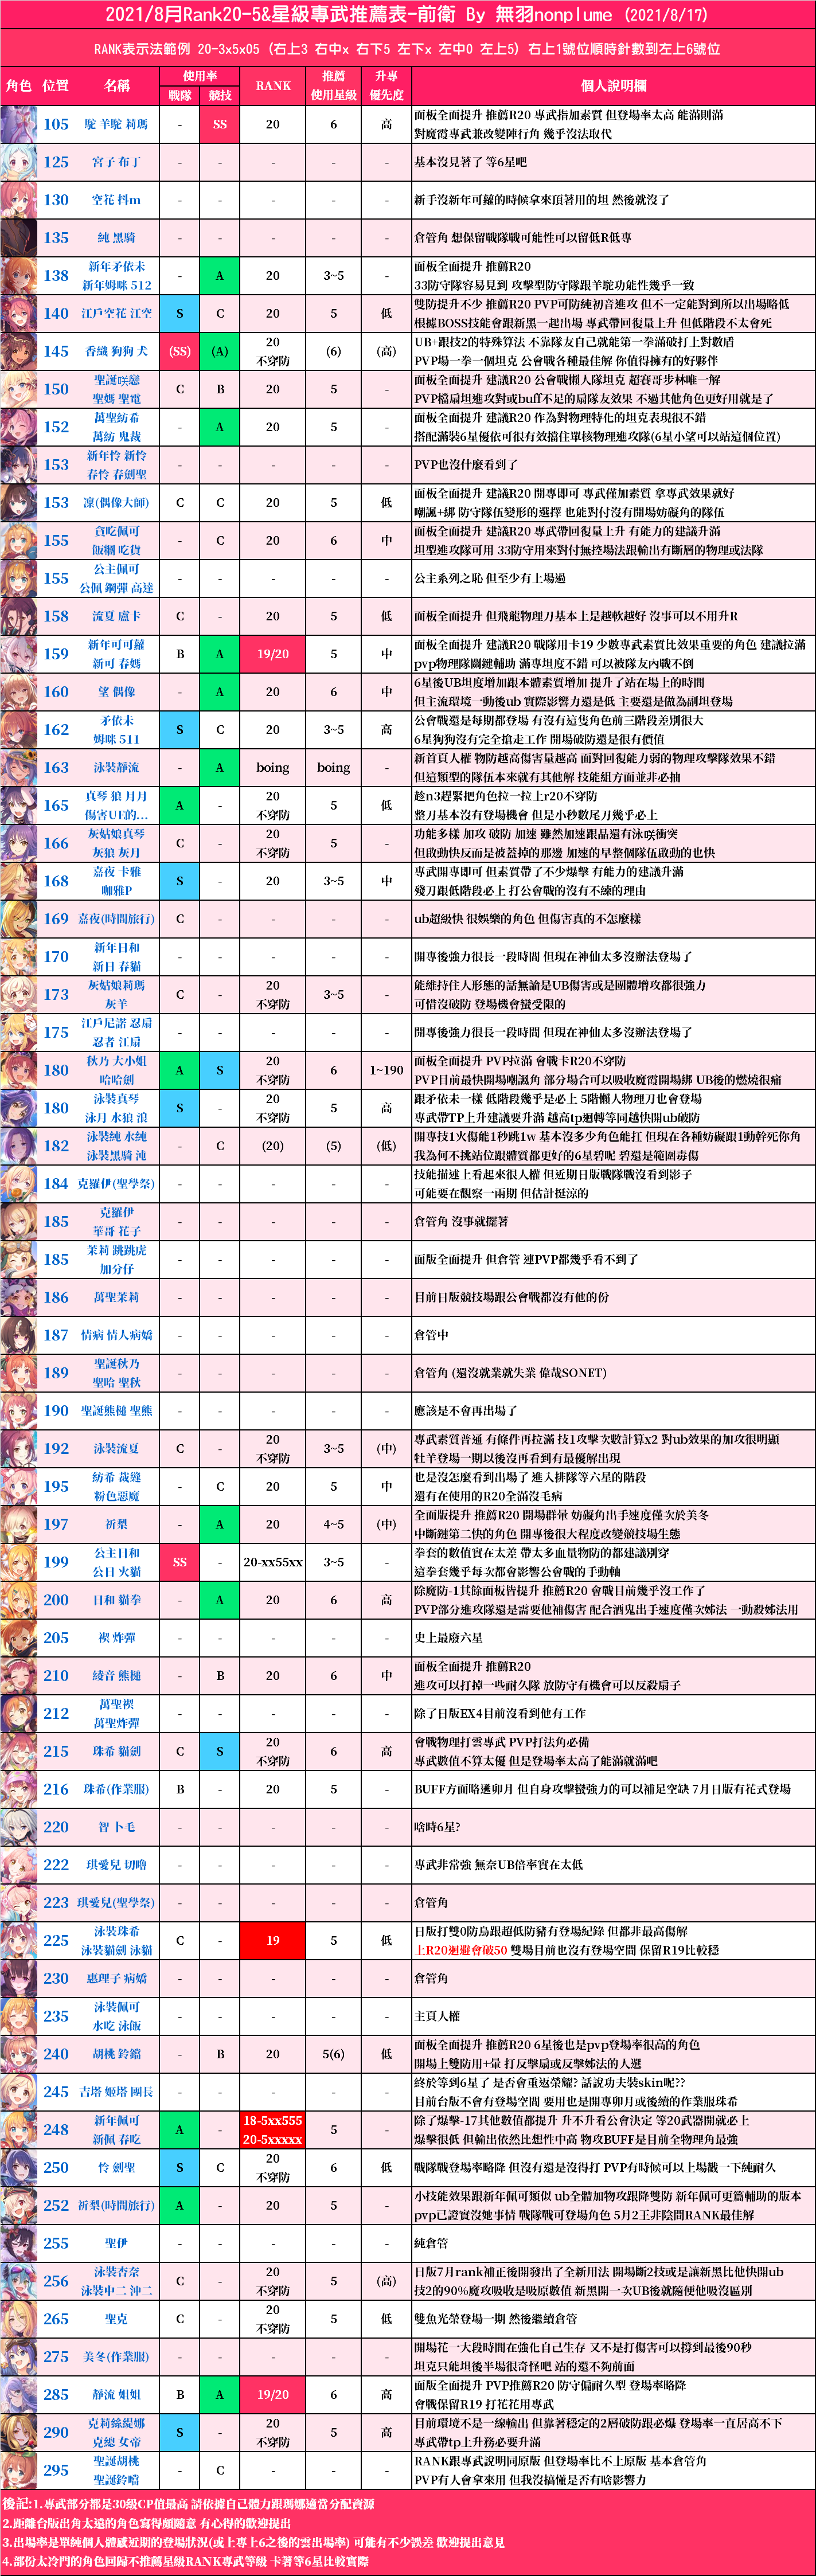 2021/8月Rank20-5&星級專武推薦表-前衛 By 無羽nonplume (2021/8/17)
RANK表示法範例 20-3x5x05 (右上3 右中x 右下5 左下x 左中0 左上5) 右上1號位順時針數到左上6號位
角色 位置 名稱 使用率 戰隊 競技 RANK 推薦使用星級 升專優先度 個人說明欄
105 駝 羊駝 莉瑪 - SS 20 6 高
面板全面提升 推薦R20 專武指加素質 但登場率太高 能滿則滿
對魔霞專武兼改變陣行角 幾乎沒法取代
125 宮子 布丁 - - - - -
基本沒見著了 等6星吧
130 空花 抖m - - - - -
新手沒新年可蘿的時候拿來頂著用的坦 然後就沒了
135 純 黑騎 - - - - -
倉管角 想保留戰隊戰可能性可以留低R低專
138 新年矛依未 新年姆咪 512 - A 20 3~5 -
面板全面提升 推薦R20
33防守隊容易見到 攻擊型防守隊跟羊駝功能性幾乎一致
140 江戶空花 江空 S C 20 5 低
雙防提升不少 推薦R20 PVP可防純初音進攻 但不一定能對到所以出場略低
根據BOSS技能會跟新黑一起出場 專武帶回復量上升 但低階段不太會死
145 香織 狗狗 犬 (SS) (A) 20 不穿防 (6) (高)
UB+跟技2的特殊算法 不靠隊友自己就能第一拳滿破打上對數盾
PVP場一拳一個坦克 公會戰各種最佳解 你值得擁有的好夥伴
150 聖誕咲戀 聖媽 聖電 C B 20 5 -
面板全面提升 建議R20 公會戰懶人隊坦克 超賽哥步林唯一解
PVP檔扇坦進攻對或buff不足的扇隊友效果 不過其他角色更好用就是了
152 萬聖紡希 萬紡 鬼裁 - A 20 5 -
面板全面提升 建議R20 作為對物理特化的坦克表現很不錯
搭配滿裝6星優依可很有效擋住單核物理進攻隊(6星小望可以站這個位置)
153 新年怜 新怜 春怜 春劍聖 - - - - -
PVP也沒什麼看到了
153 凜(偶像大師) C C 20 5 低
面板全面提升 建議R20 開專即可 專武僅加素質 拿專武效果就好
嘲諷+綁 防守隊伍變形的選擇 也能對付沒有開場妨礙角的隊伍
155 貪吃佩可 飯糰 吃貨 - C 20 6 中
面板全面提升 建議R20 專武帶回復量上升 有能力的建議升滿
坦型進攻隊可用 33防守用來對付無控場法跟輸出有斷層的物理或法隊
155 公主佩可 公佩 鋼彈 高達 - - - - -
公主系列之恥 但至少有上場過
158 流夏 盧卡 C - 20 5 低
面板全面提升 但飛龍物理刀基本上是越軟越好 沒事可以不用升R
159 新年可可蘿 新可 春媽 B A 19/20 5 中
面板全面提升 建議R20 戰隊用卡19 少數專武素質比效果重要的角色 建議拉滿
pvp物理隊關鍵輔助 滿專坦度不錯 可以被隊友內戰不倒
160 望 偶像 - A 20 6 中
6星後UB坦度增加跟本體素質增加 提升了站在場上的時間
但主流環境一動後ub 實際影響力還是低 主要還是做為副坦登場
162 矛依未 姆咪 511 S C 20 3~5 高
公會戰還是每期都登場 有沒有這隻角色前三階段差別很大
6星狗狗沒有完全搶走工作 開場破防還是很有價值
163 泳裝靜流 - A boing boing -
新首頁人權 物防越高傷害量越高 面對回復能力弱的物理攻擊隊效果不錯
但這類型的隊伍本來就有其他解 技能組方面並非必抽
165 真琴 狼 月月 傷害UE的... A - 20 不穿防 5 低
趁n3趕緊把角色拉一拉上r20不穿防
整刀基本沒有登場機會 但是小秒數尾刀幾乎必上
166 灰姑娘真琴 灰狼 灰月 C - 20 不穿防 5 -
功能多樣 加攻 破防 加速 雖然加速跟晶還有泳咲衝突
但啟動快反而是被蓋掉的那邊 加速的早整個隊伍啟動的也快
168 嘉夜 卡雅 咖雅P S - 20 3~5 中
專武開專即可 但素質帶了不少爆擊 有能力的建議升滿
殘刀跟低階段必上 打公會戰的沒有不練的理由
169 嘉夜(時間旅行) C - - - -
ub超級快 很娛樂的角色 但傷害真的不怎麼樣
170 新年日和 新日 春貓 - - - - -
開專後強力很長一段時間 但現在神仙太多沒辦法登場了
173 灰姑娘莉瑪 灰羊 C - 20 不穿防 3~5 -
能維持住人形態的話無論是UB傷害或是團體增攻都很強力
可惜沒破防 登場機會蠻受限的
175 江戶尼諾 忍扇 忍者 江扇 - - - - -
開專後強力很長一段時間 但現在神仙太多沒辦法登場了
180 秋乃 大小姐 哈哈劍 A S 20 不穿防 6 1~190
面板全面提升 PVP拉滿 會戰卡R20不穿防
PVP目前最快開場嘲諷角 部分場合可以吸收魔霞開場綁 UB後的燃燒很痛
180 泳裝真琴 泳月 水狼 浪 S - 20 不穿防 5 高
跟矛依未一樣 低階段幾乎是必上 5階懶人物理刀也會登場
專武帶TP上升建議要升滿 越高tp迴轉等同越快開ub破防
182 泳裝純 水純 泳裝黑騎 沌 - C (20) (5) (低)
開專技1火傷能1秒跳1w 基本沒多少角色能扛 但現在各種妨礙跟1動幹死你角
我為何不挑站位跟體質都更好的6星碧呢 碧還是範圍毒傷
184 克羅伊(聖學祭) - - - - -
技能描述上看起來很人權 但近期日版戰隊戰沒看到影子
可能要在觀察一兩期 但估計挺涼的
185 克羅伊 華哥 花子 - - - - -
倉管角 沒事就擺著
185 茉莉 跳跳虎 加分仔 - - - - -
面版全面提升 但倉管 連PVP都幾乎看不到了
186 萬聖茉莉 - - - - -
目前日版競技場跟公會戰都沒有他的份
187 情病 情人病嬌 - - - - -
倉管中
189 聖誕秋乃 聖哈 聖秋 - - - - -
倉管角 (還沒就業就失業 偉哉SONET)
190 聖誕熊槌 聖熊 - - - - -
應該是不會再出場了
192 泳裝流夏 C - 20 不穿防 3~5 (中)
專武素質普通 有條件再拉滿 技1攻擊次數計算x2 對ub效果的加攻很明顯
牡羊登場一期以後沒再看到有最優解出現
195 紡希 裁縫 粉色惡魔 - C 20 5 中
也是沒怎麼看到出場了 進入排隊等六星的階段
還有在使用的R20全滿沒毛病
197 祈梨 - A 20 4~5 (中)
全面版提升 推薦R20 開場群暈 妨礙角出手速度僅次於美冬
中斷鏈第二快的角色 開專後很大程度改變競技場生態
199 公主日和 公日 火貓 SS - 20-xx55xx 3~5 -
拳套的數值實在太差 帶太多血量物防的都建議別穿
這拳套幾乎每次都會影響公會戰的手動軸
200 日和 貓拳 - A 20 6 高
除魔防-1其餘面板皆提升 推薦R20 會戰目前幾乎沒工作了
PVP部分進攻隊還是需要他補傷害 配合酒鬼出手速度僅次姊法 一動殺姊法用
205 禊 炸彈 - - - - -
史上最廢六星
210 綾音 熊槌 - B 20 6 中
面板全面提升 推薦R20
進攻可以打掉一些耐久隊 放防守有機會可以反殺扇子
212 萬聖禊 萬聖炸彈 - - - - -
除了日版EX4目前沒看到他有工作
215 珠希 貓劍 C S 20 不穿防 6 高
會戰物理打雲專武 PVP打法角必備
專武數值不算太優 但是登場率太高了能滿就滿吧
216 珠希(作業服) B - 20 5 -
BUFF方面略遜卯月 但自身攻擊蠻強力的可以補足空缺 7月日版有花式登場
220 智 卜毛 - - - - -
啥時6星?
222 琪愛兒 切嚕 - - - - -
專武非常強 無奈UB倍率實在太低
223 琪愛兒(聖學祭) - - - - -
倉管角
225 泳裝珠希 泳裝貓劍 泳貓 C - 19 5 低
日版打雙0防鳥跟超低防豬有登場紀錄 但都非最高傷解
上R20迴避會破50 雙場目前也沒有登場空間 保留R19比較穩
230 惠理子 病嬌 - - - - -
倉管角
235 泳裝佩可 水吃 泳飯 - - - - -
主頁人權
240 胡桃 鈴鐺 - B 20 5(6) 低
面板全面提升 推薦R20 6星後也是pvp登場率很高的角色
開場上雙防用+暈 打反擊扇或反擊姊法的人選
245 吉塔 姬塔 團長 - - - - -
終於等到6星了 是否會重返榮耀? 話說功夫裝skin呢??
目前台版不會有登場空間 要用也是開專卯月或後續的作業服珠希
248 新年佩可 新佩 春吃 A - 18-5xx555 20-5xxxxx 5 -
除了爆擊-17其他數值都提升 升不升看公會決定 等20武器開就必上
爆擊很低 但輸出依然比想性中高 物攻BUFF是目前全物理角最強
250 怜 劍聖 S C 20 不穿防 6 低
戰隊戰登場率略降 但沒有還是沒得打 PVP有時候可以上場戳一下純耐久
252 祈梨(時間旅行) A - 20 5 -
小技能效果跟新年佩可類似 ub全體加物攻跟降雙防 新年佩可更篇輔助的版本
pvp已證實沒她事情 戰隊戰可登場角色 5月2王非陰間RANK最佳解
255 聖伊 - - - - -
純倉管
256 泳裝杏奈 泳裝中二 沖二 C - 20 不穿防 5 (高)
日版7月rank補正後開發出了全新用法 開場斷2技或是讓新黑比他快開ub
技2的90%魔攻吸收是吸原數值 新黑開一次UB後就隨便他吸沒區別
265 聖克 C - 20 不穿防 5 低
雙魚光榮登場一期 然後繼續倉管
275 美冬(作業服) - - - - -
開場花一大段時間在強化自己生存 又不是打傷害可以撐到最後90秒
坦克只能坦後半場很奇怪吧 站的還不夠前面
285 靜流 姐姐 B A 19/20 6 高
面版全面提升 PVP推薦R20 防守偏耐久型 登場率略降
會戰保留R19 打花花用專武
290 克莉絲緹娜 克總 女帝 S - 20 不穿防 5 高
目前環境不是一線輸出 但靠著穩定的2層破防跟必爆 登場率一直居高不下
專武帶tp上升務必要升滿
295 聖誕胡桃 聖誕鈴噹 - C - - -
RANK跟專武說明同原版 但登場率比不上原版 基本倉管角
PVP有人會拿來用 但我沒搞懂是否有啥影響力
後記:1.專武部分都是30級CP值最高 請依據自己體力跟瑪娜適當分配資源
2.距離台版出角太遠的角色寫得頗隨意 有心得的歡迎提出
3.出場率是單純個人體感近期的登場狀況(或上專上6之後的雲出場率) 可能有不少誤差 歡迎提出意見
4.部份太冷門的角色回歸不推薦星級RANK專武等級 卡著等6星比較實際